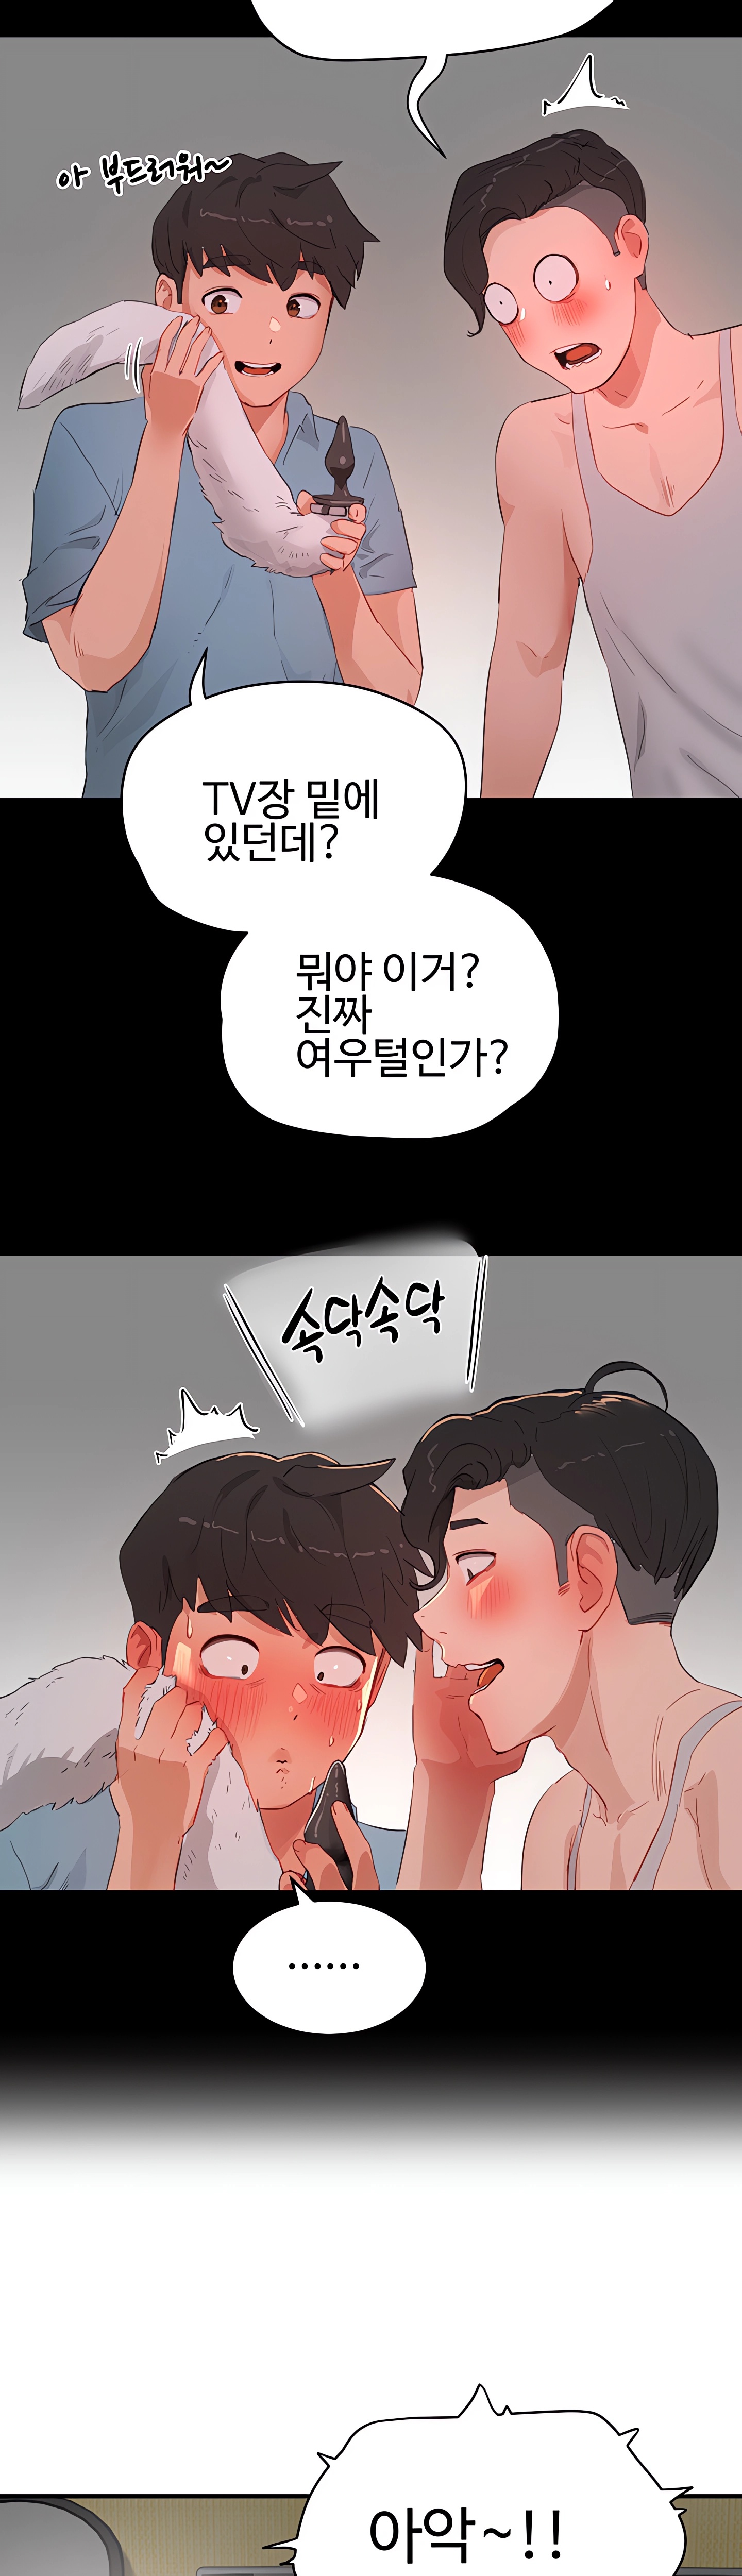 아 부드러워~
TV장 밑에
있던데?
뭐야 이거?
진짜
여우털인가?
속닥속닥
......
아악~!!